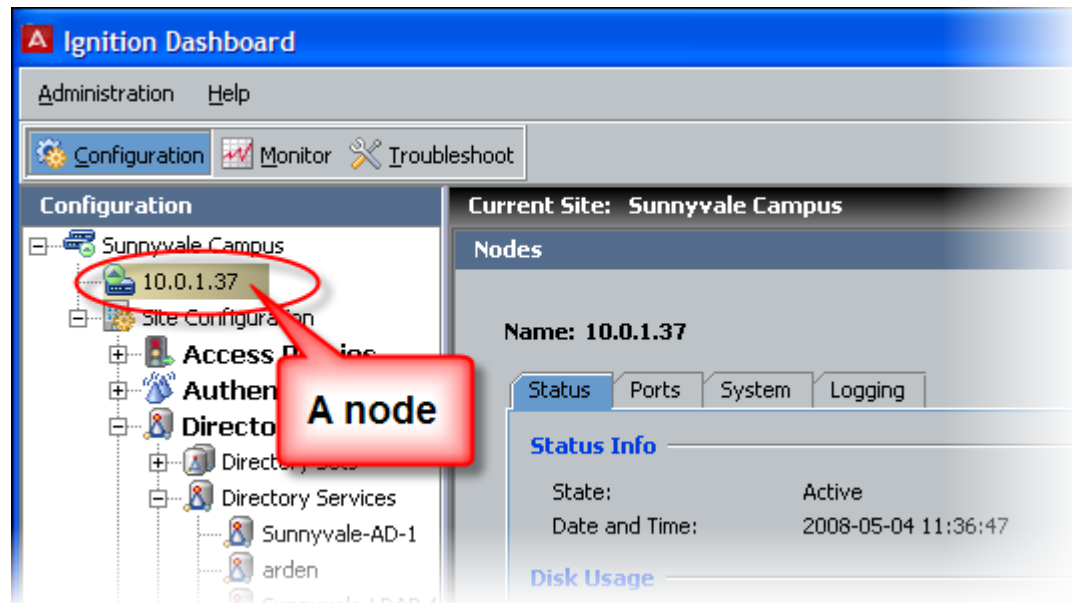 Ignition Dashboard
Administration Help
Configuration Monitor Troubleshoot
Configuration
Sunnyvale Campus
10.0.1.37
Site Configuration
Access
Authen
Directo
Directory
Directory Services
Sunnyvale-AD-1
arden
A node
Current Site: Sunnyvale Campus
Nodes
Name: 10.0.1.37
Status Ports System Logging
Status Info
State: Active
Date and Time: 2008-05-04 11:36:47
Disk Usage